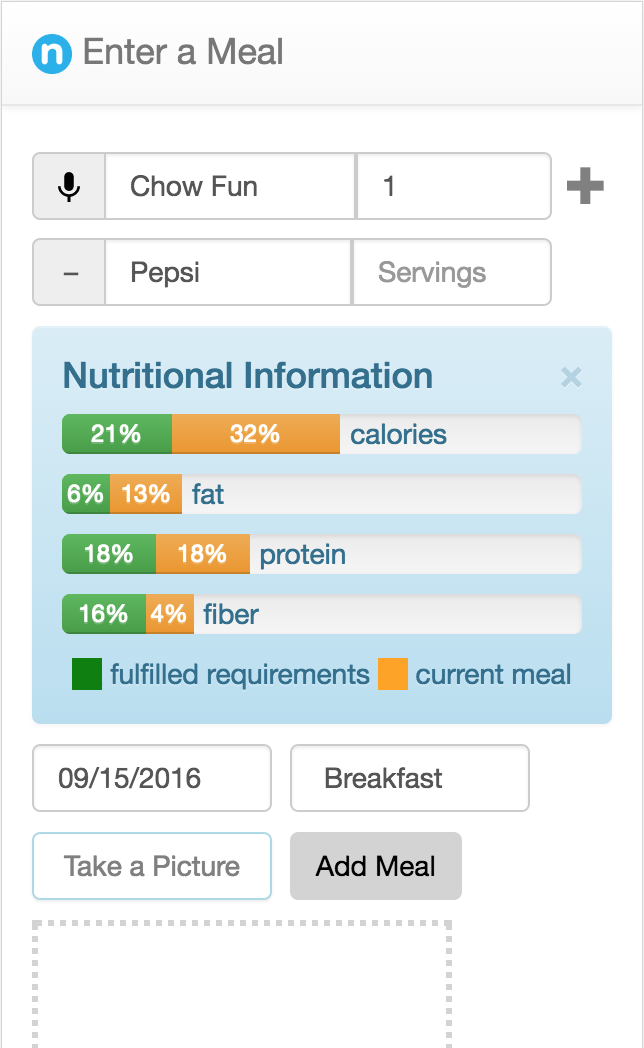 n Enter a Meal
Chow Fun 1
– Pepsi Servings
Nutritional Information ×
21% 32% calories
6% 13% fat
18% 18% protein
16% 4% fiber
fulfilled requirements current meal
09/15/2016 Breakfast
Take a Picture Add Meal